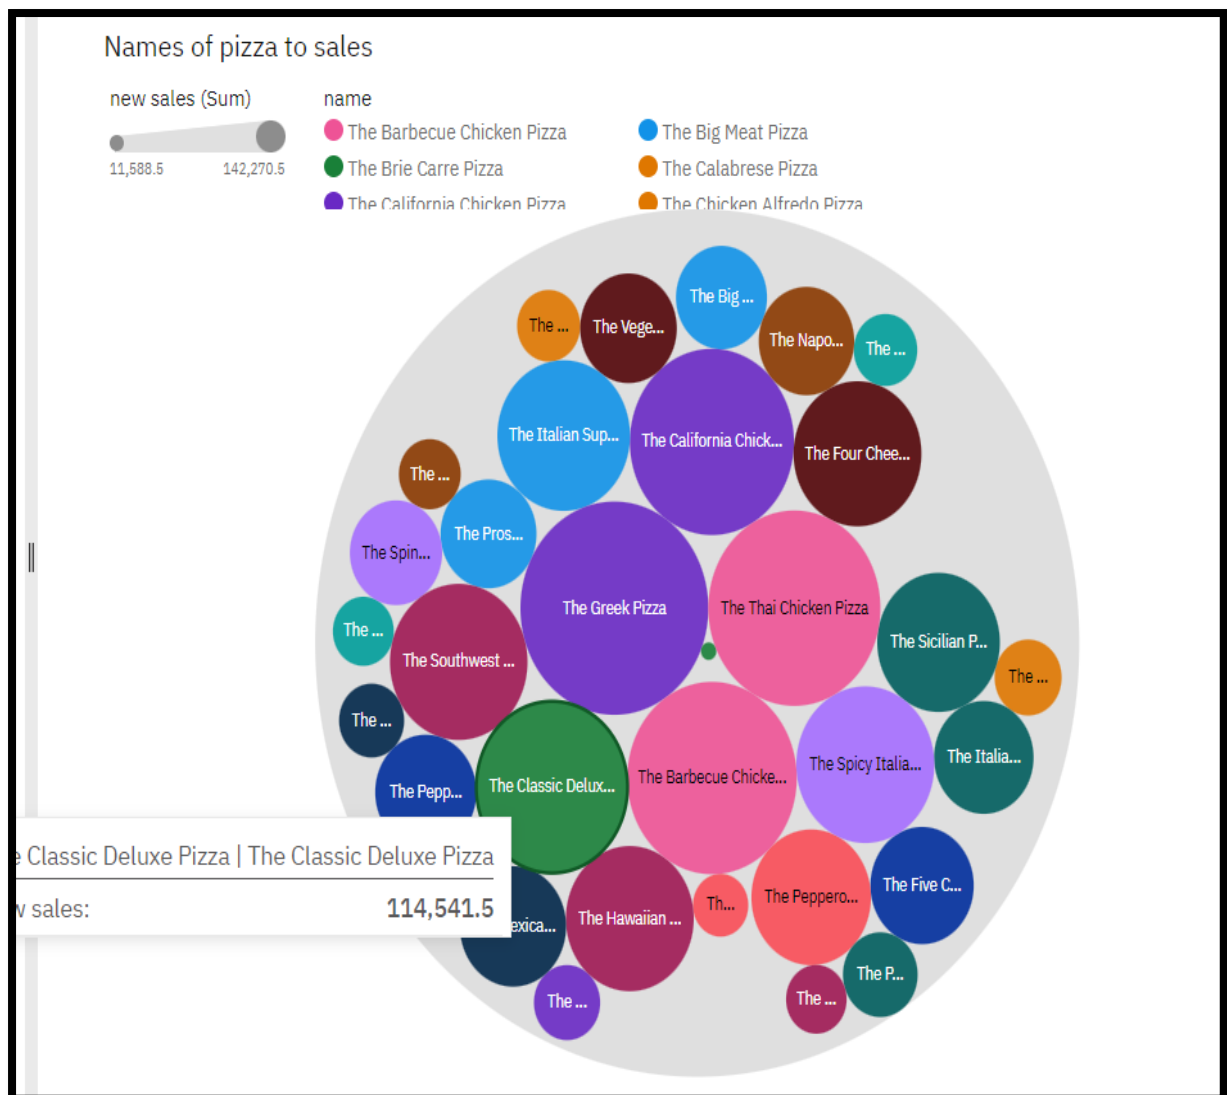 Names of pizza to sales
new sales (Sum)
11,588.5 142,270.5
name
The Barbecue Chicken Pizza
The Big Meat Pizza
The Brie Carre Pizza
The Calabrese Pizza
The California Chicken Pizza
The Chicken Alfredo Pizza
The Big ...
The ...
The Vege...
The Napo...
The ...
The Italian Sup...
The California Chick...
The Four Chee...
The ...
The Pros...
The Spin...
The Greek Pizza
The Thai Chicken Pizza
The ...
The Southwest ...
The Sicilian P...
The ...
The ...
The Pepp...
The Classic Delux...
The Barbecue Chicke...
The Spicy Italia...
The Italia...
e Classic Deluxe Pizza | The Classic Deluxe Pizza
w sales: 114,541.5
exica...
The Hawaiian ...
Th...
The Peppero...
The Five C...
The ...
The ...
The P...